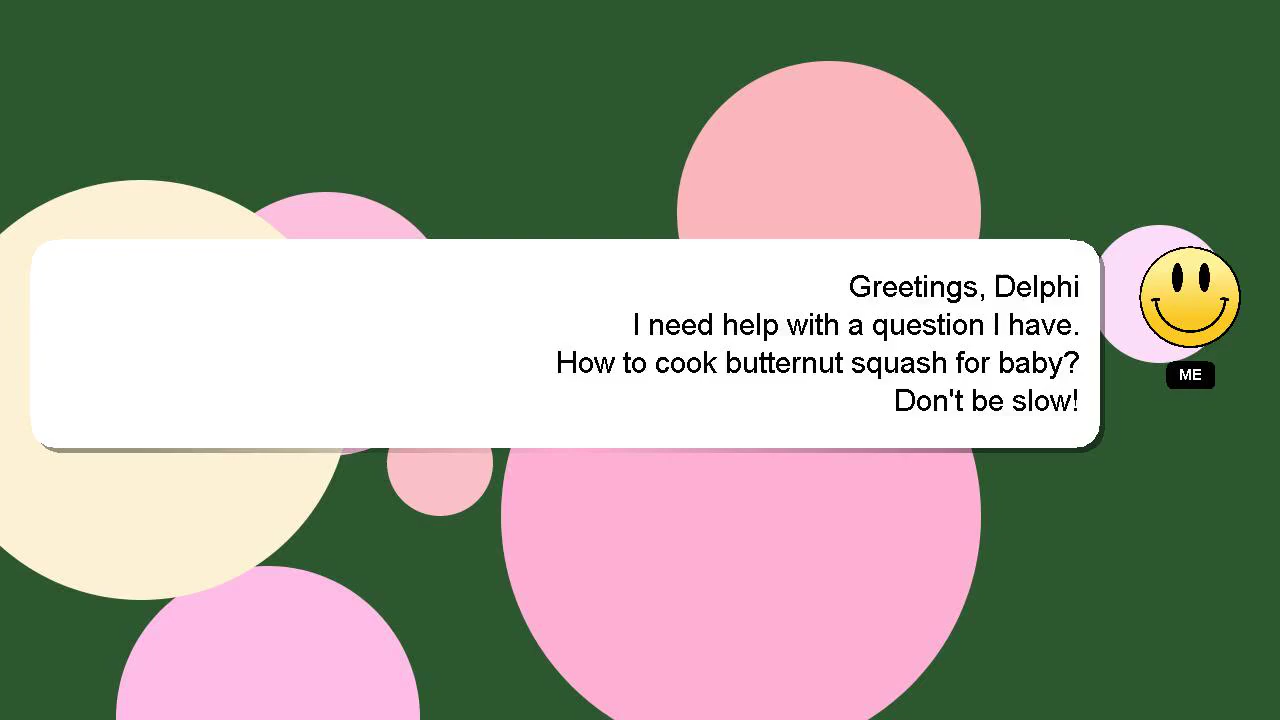 Greetings, Delphi
I need help with a question I have.
How to cook butternut squash for baby?
Don't be slow!
ME